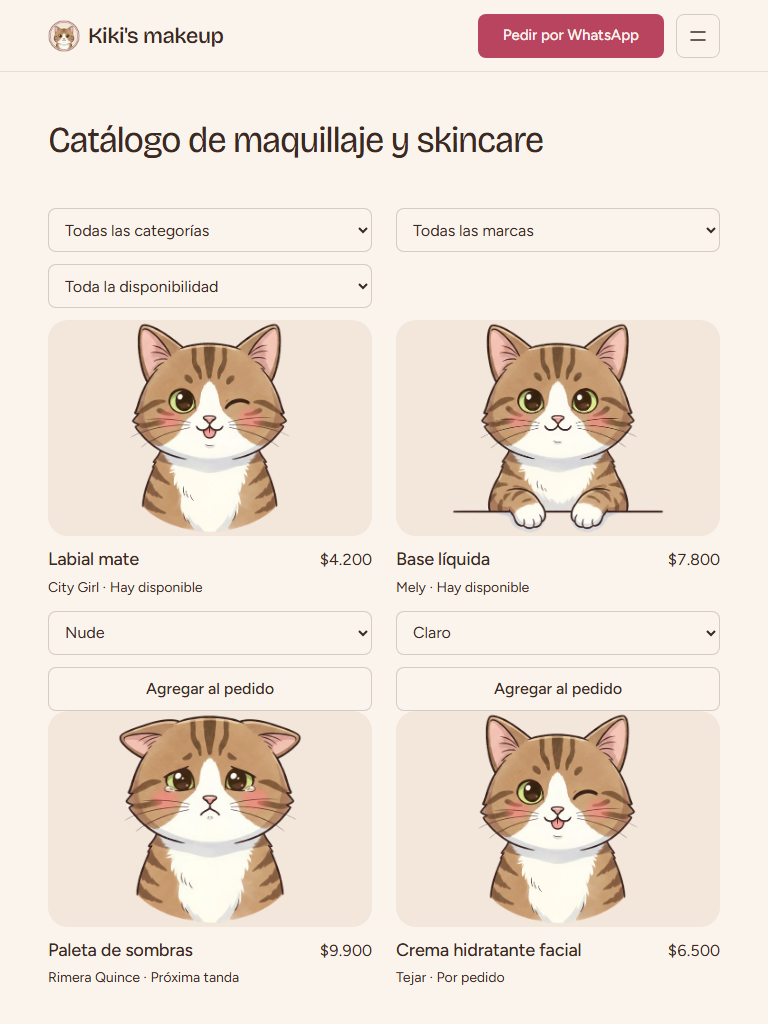 Kiki's makeup
Pedir por WhatsApp
Catálogo de maquillaje y skincare
Todas las categorías
Todas las marcas
Toda la disponibilidad
Labial mate $4.200
City Girl · Hay disponible
Nude
Agregar al pedido
Base líquida $7.800
Mely · Hay disponible
Claro
Agregar al pedido
Paleta de sombras $9.900
Rimera Quince · Próxima tanda
Crema hidratante facial $6.500
Tejar · Por pedido